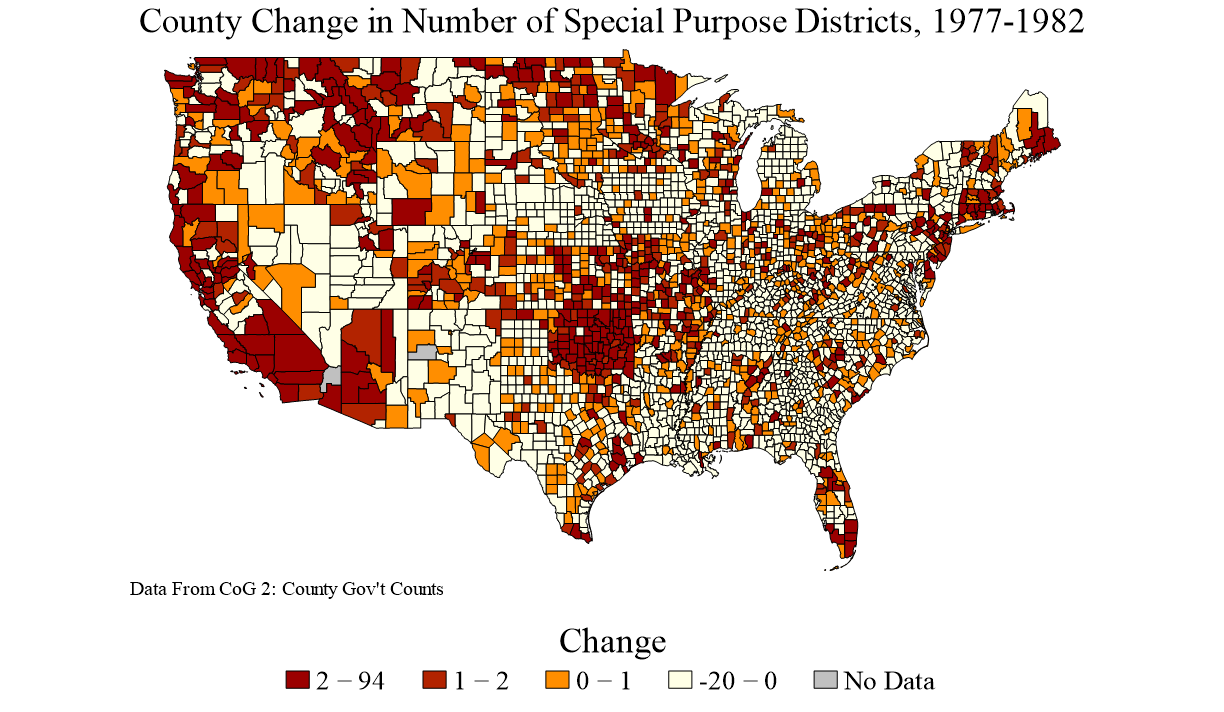 County Change in Number of Special Purpose Districts, 1977-1982
Data From CoG 2: County Gov't Counts
Change
2 − 94
1 − 2
0 − 1
-20 − 0
No Data